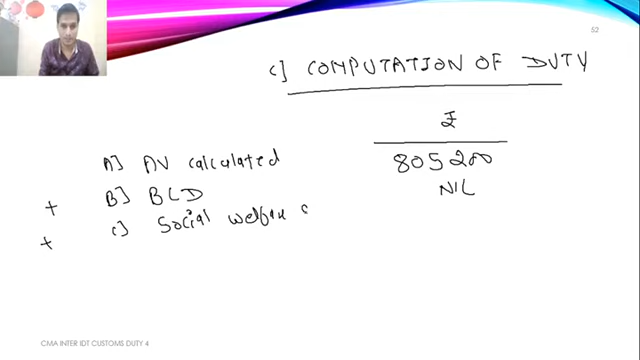 52
C] COMPUTATION OF DUTY
₹
A] AV calculated 805200
+ B] BCD NIL
+ C] Social welfare c
CMA INTER IDT CUSTOMS DUTY 4